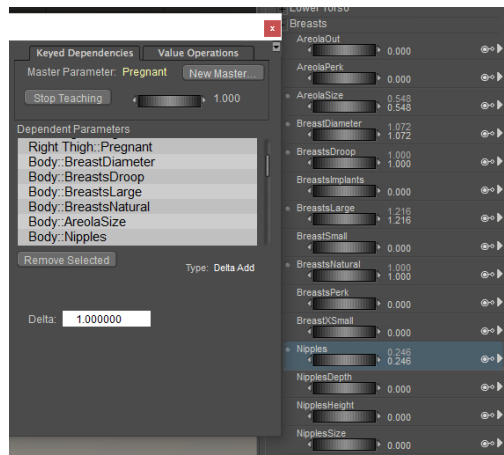 Lower Torso
Breasts
Keyed Dependencies
Value Operations
Master Parameter: Pregnant
New Master...
Stop Teaching
1.000
Dependent Parameters
Right Thigh::Pregnant
Body::BreastDiameter
Body::BreastsDroop
Body::BreastsLarge
Body::BreastsNatural
Body::AreolaSize
Body::Nipples
Remove Selected
Type: Delta Add
Delta: 1.000000
AreolaOut
0.000
AreolaPerk
0.000
AreolaSize
0.548
0.548
BreastDiameter
1.072
1.072
BreastsDroop
1.000
1.000
BreastsImplants
0.000
BreastsLarge
1.216
1.216
BreastSmall
0.000
BreastsNatural
1.000
1.000
BreastsPerk
0.000
BreastXSmall
0.000
Nipples
0.246
0.246
NipplesDepth
0.000
NipplesHeight
0.000
NipplesSize
0.000